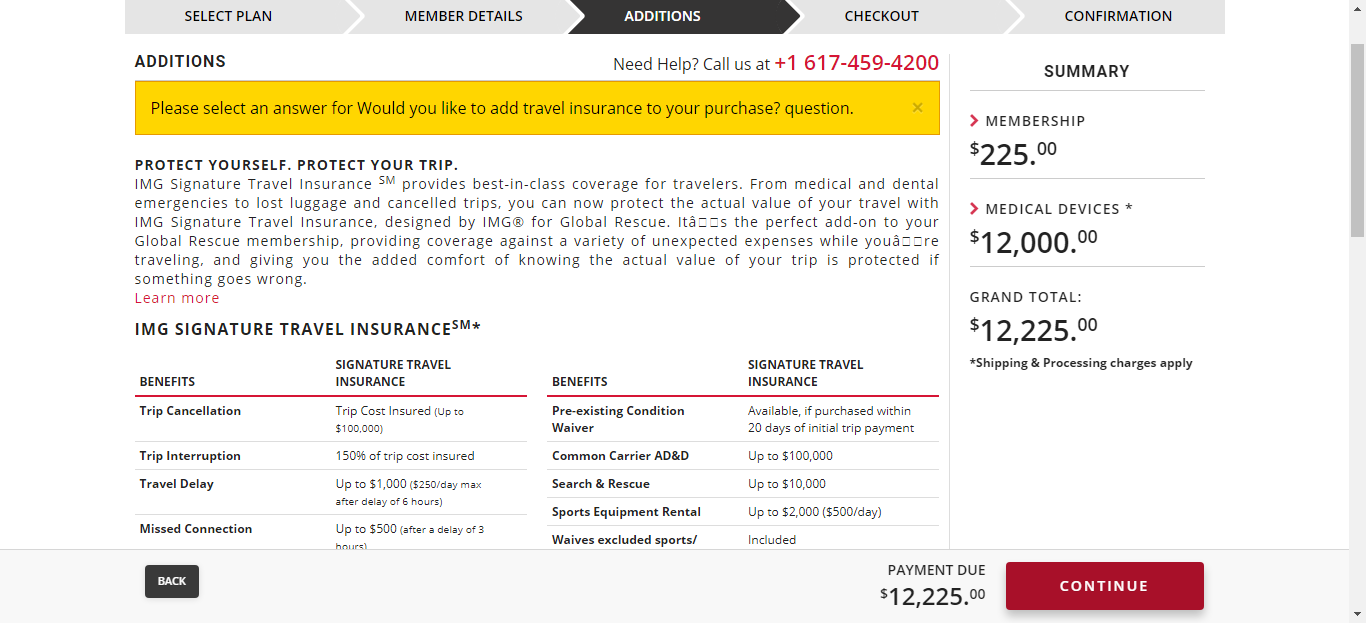 SELECT PLAN
MEMBER DETAILS
ADDITIONS
CHECKOUT
CONFIRMATION
ADDITIONS
Need Help? Call us at +1 617-459-4200
Please select an answer for Would you like to add travel insurance to your purchase? question.
×
PROTECT YOURSELF. PROTECT YOUR TRIP.
IMG Signature Travel Insurance SM provides best-in-class coverage for travelers. From medical and dental
emergencies to lost luggage and cancelled trips, you can now protect the actual value of your travel with
IMG Signature Travel Insurance, designed by IMG® for Global Rescue. Itâ□□s the perfect add-on to your
Global Rescue membership, providing coverage against a variety of unexpected expenses while youâ□□re
traveling, and giving you the added comfort of knowing the actual value of your trip is protected if
something goes wrong.
Learn more
IMG SIGNATURE TRAVEL INSURANCESM*
BENEFITS
SIGNATURE TRAVEL
INSURANCE
Trip Cancellation
Trip Cost Insured (Up to
$100,000)
Trip Interruption
150% of trip cost insured
Travel Delay
Up to $1,000 ($250/day max
after delay of 6 hours)
Missed Connection
Up to $500 (after a delay of 3
hours)
BENEFITS
SIGNATURE TRAVEL
INSURANCE
Pre-existing Condition
Waiver
Available, if purchased within
20 days of initial trip payment
Common Carrier AD&D
Up to $100,000
Search & Rescue
Up to $10,000
Sports Equipment Rental
Up to $2,000 ($500/day)
Waives excluded sports/
Included
SUMMARY
MEMBERSHIP
$225.00
MEDICAL DEVICES *
$12,000.00
GRAND TOTAL:
$12,225.00
*Shipping & Processing charges apply
BACK
PAYMENT DUE
$12,225.00
CONTINUE